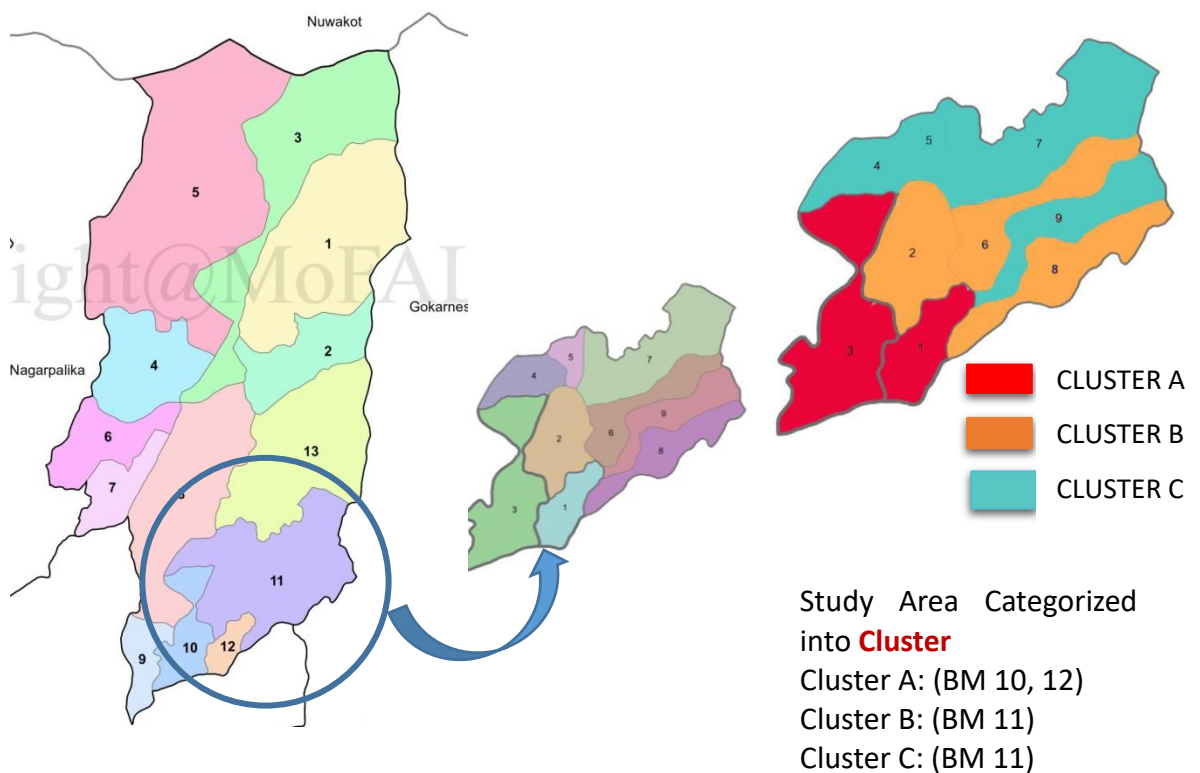 Nuwakot
3
5
1
ight@MoFAL
Gokarnes
2
4
Nagarpalika
6
13
7
11
10
12
9
5
7
4
9
2
6
8
3
1
5
7
4
9
6
2
8
3
1
CLUSTER A
CLUSTER B
CLUSTER C
Study Area Categorized
into Cluster
Cluster A: (BM 10, 12)
Cluster B: (BM 11)
Cluster C: (BM 11)